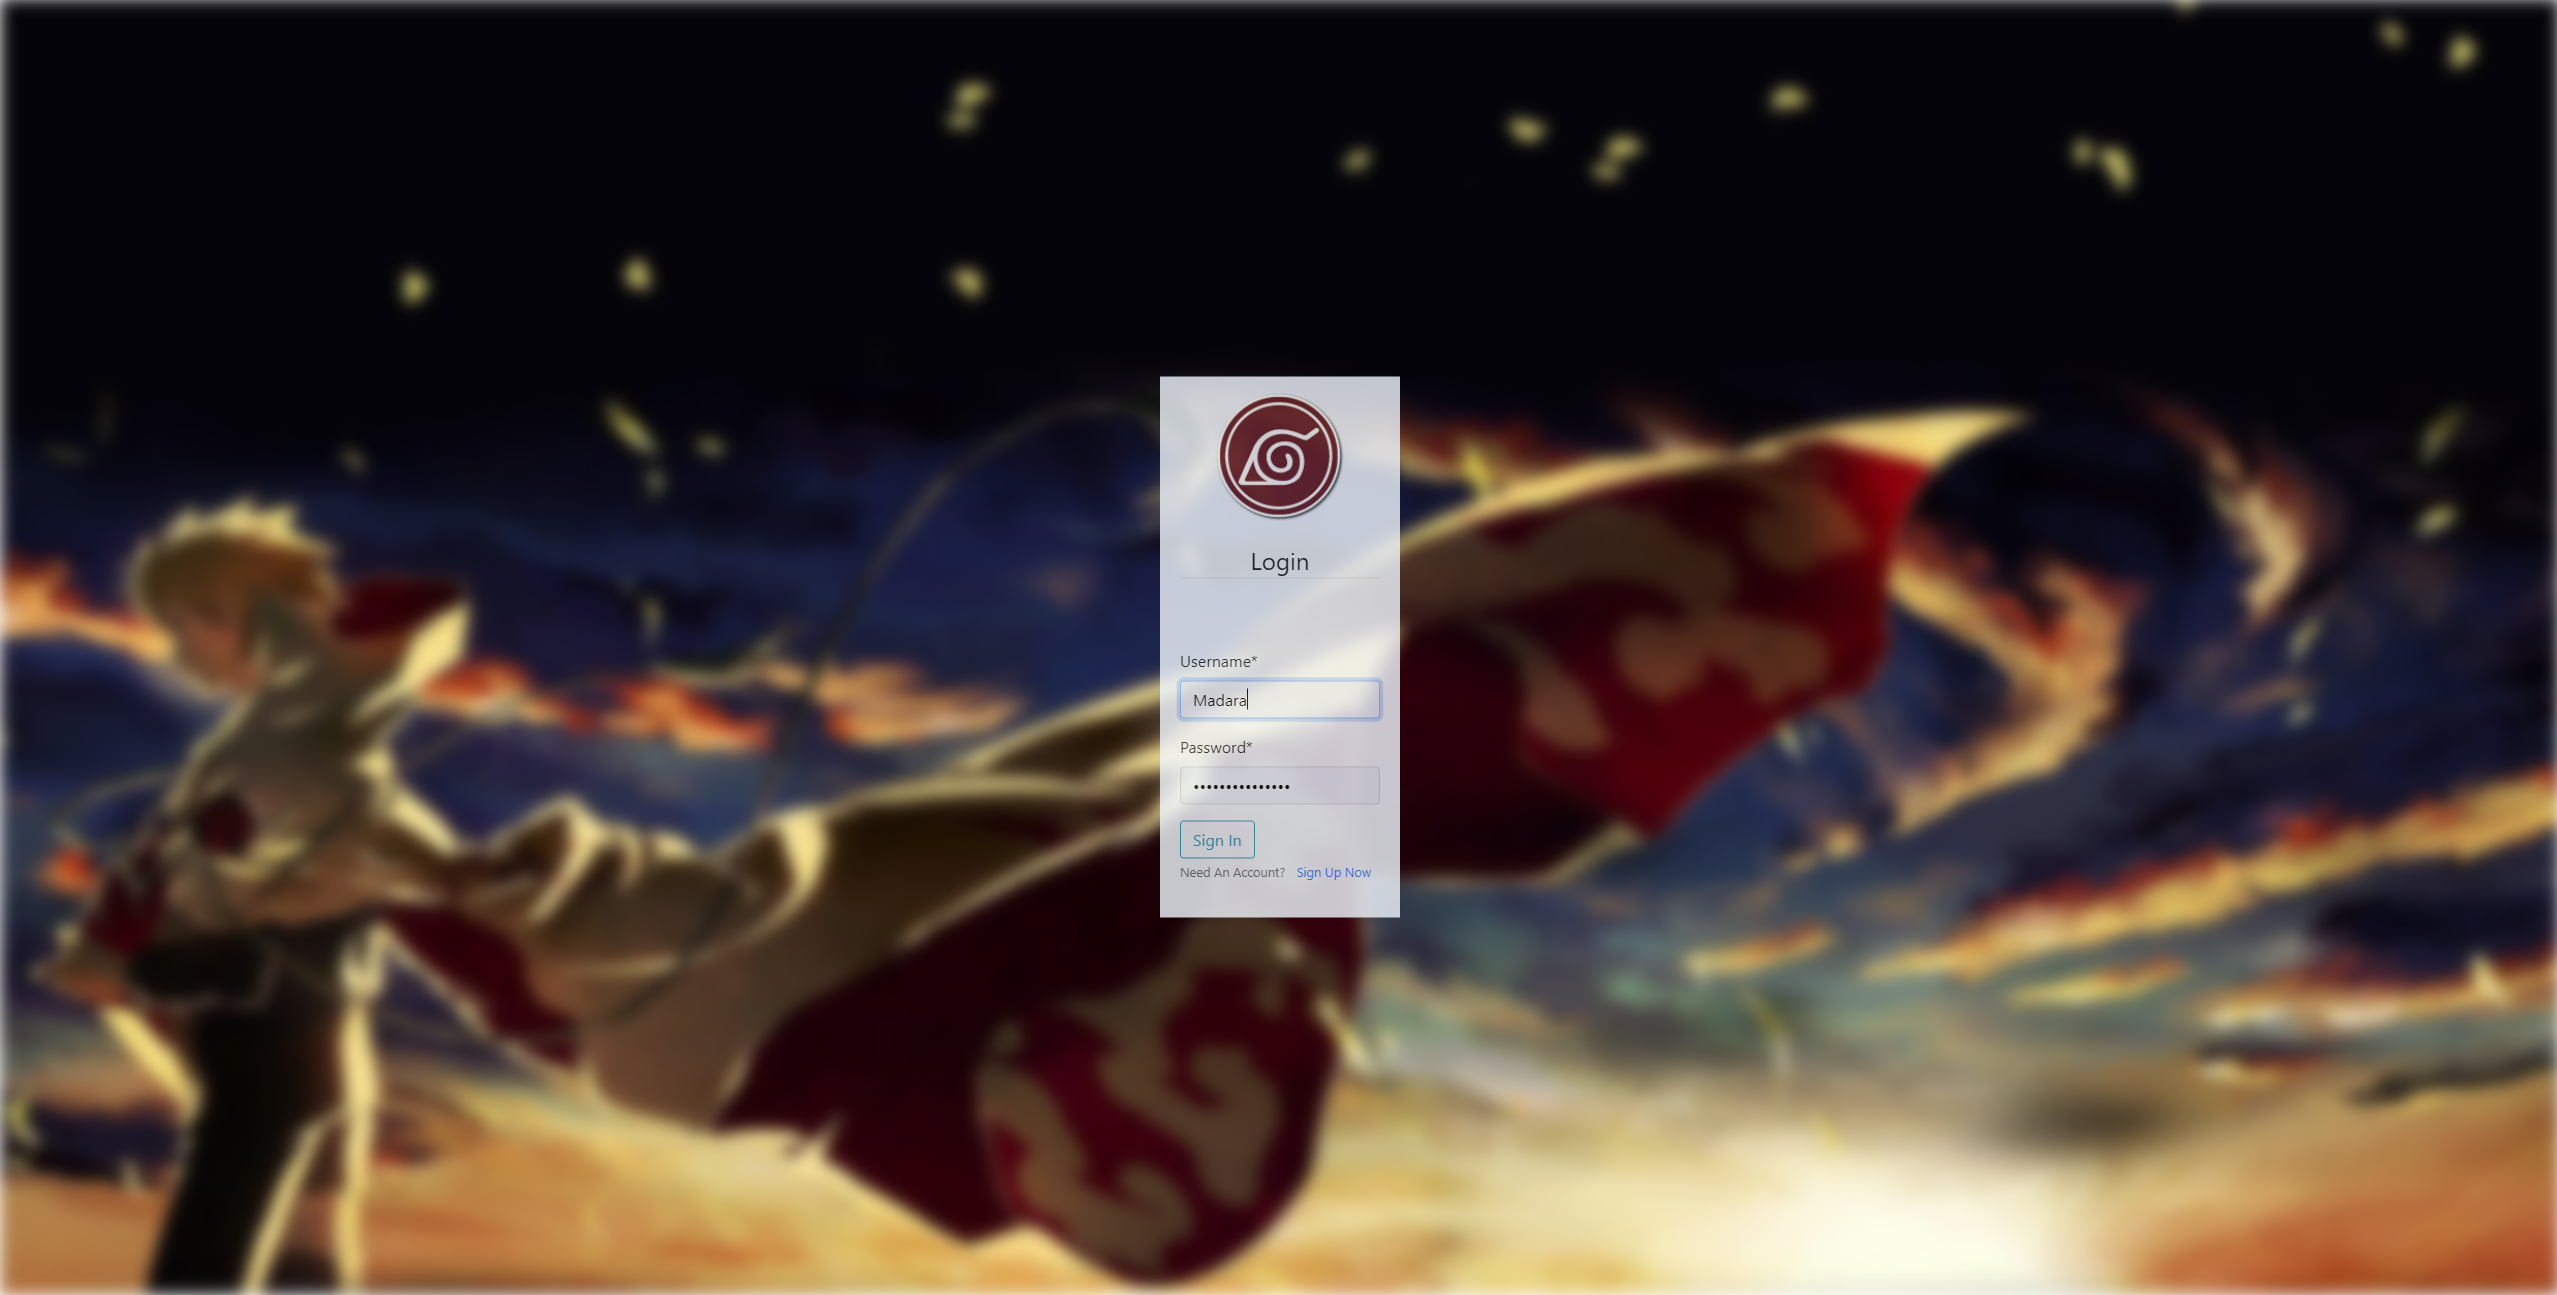 Login
Username*
Madara
Password*
•••••••••••••••
Sign In
Need An Account? Sign Up Now